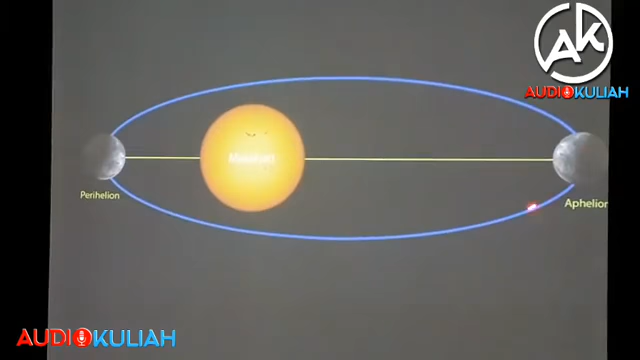 AK
AUDIOKULIAH
Matahari
Perihelion
Aphelion
AUDIOKULIAH